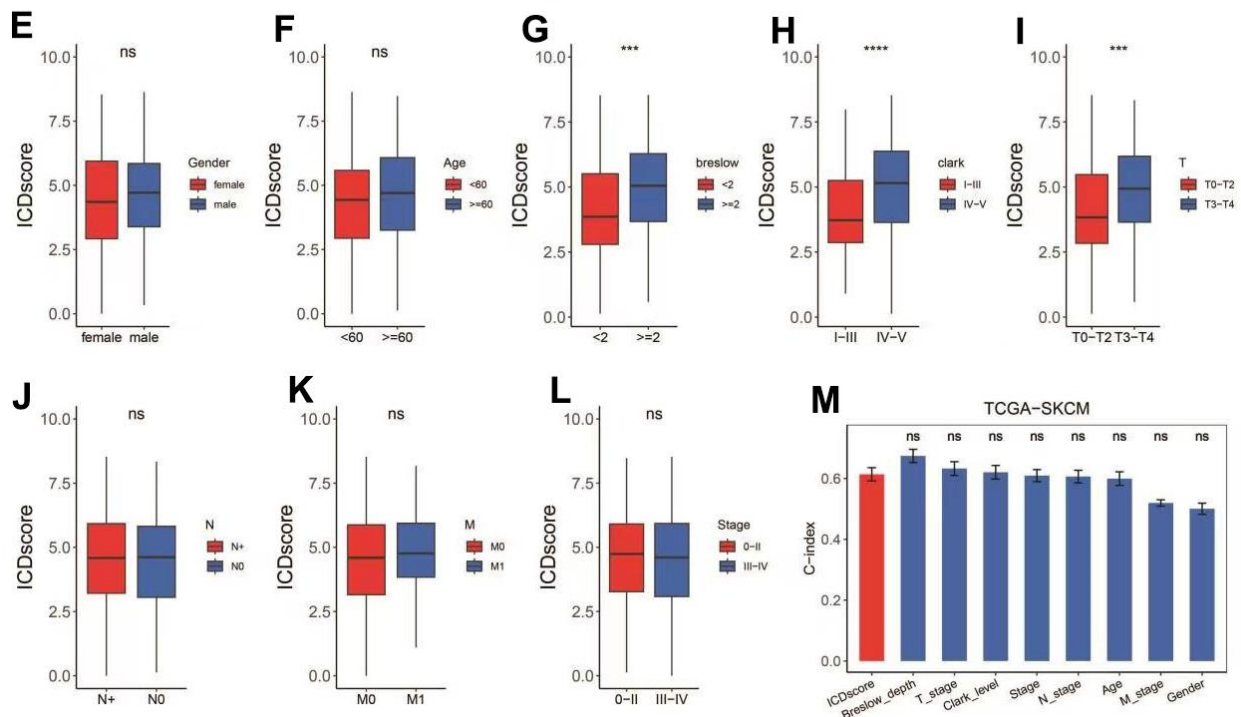 E
ns
10.0
7.5
5.0
2.5
0.0
ICDscore
Gender
female
male
female male
F
ns
10.0
7.5
5.0
2.5
0.0
ICDscore
Age
<60
>=60
<60 >=60
G
***
10.0
7.5
5.0
2.5
0.0
ICDscore
breslow
<2
>=2
<2 >=2
H
****
10.0
7.5
5.0
2.5
0.0
ICDscore
clark
I−III
IV−V
I−III IV−V
I
***
10.0
7.5
5.0
2.5
0.0
ICDscore
T
T0−T2
T3−T4
T0−T2 T3−T4
J
ns
10.0
7.5
5.0
2.5
0.0
ICDscore
N
N+
N0
N+ N0
K
ns
10.0
7.5
5.0
2.5
0.0
ICDscore
M
M0
M1
M0 M1
L
ns
10.0
7.5
5.0
2.5
0.0
ICDscore
Stage
0−II
III−IV
0−II III−IV
M
TCGA−SKCM
ns ns ns ns ns ns ns ns
0.6
0.4
0.2
0.0
C−index
ICDscore
Breslow_depth
T_stage
Clark_level
Stage
N_stage
Age
M_stage
Gender